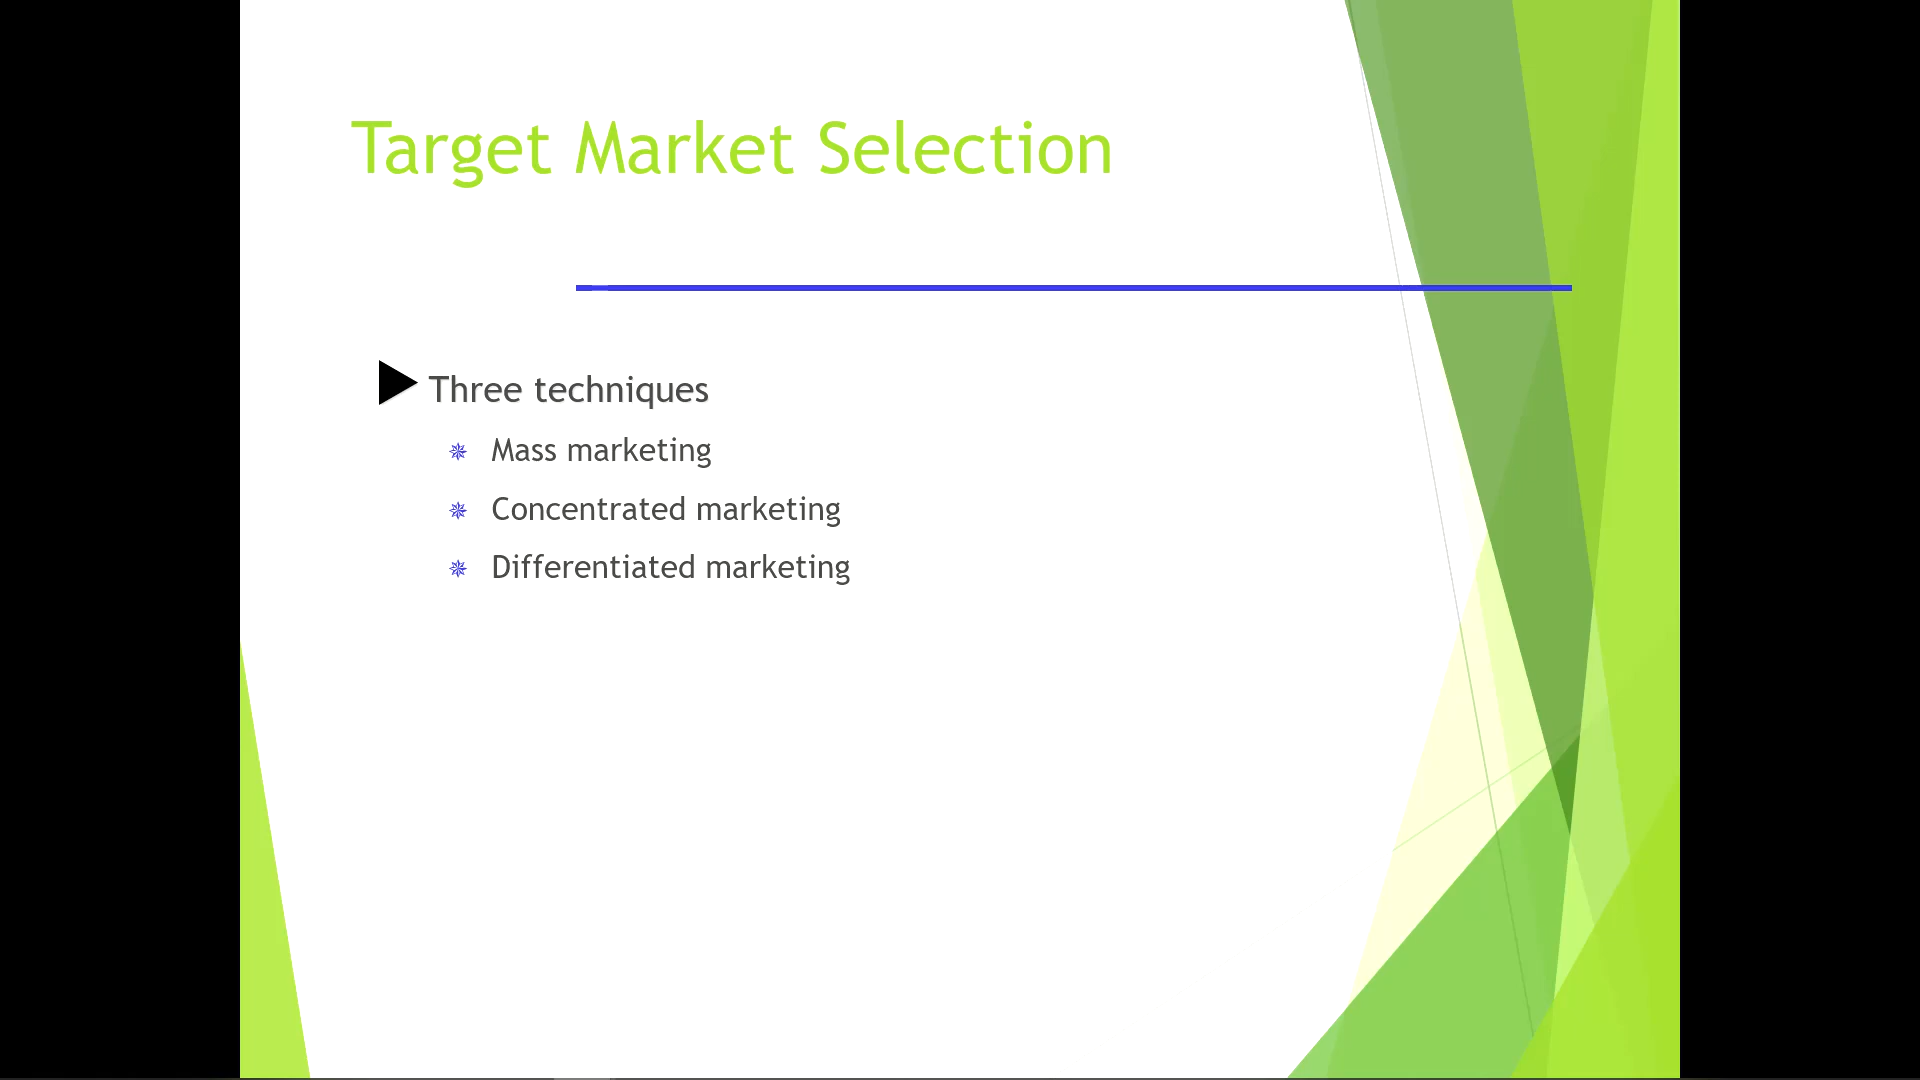 Target Market Selection
Three techniques
Mass marketing
Concentrated marketing
Differentiated marketing